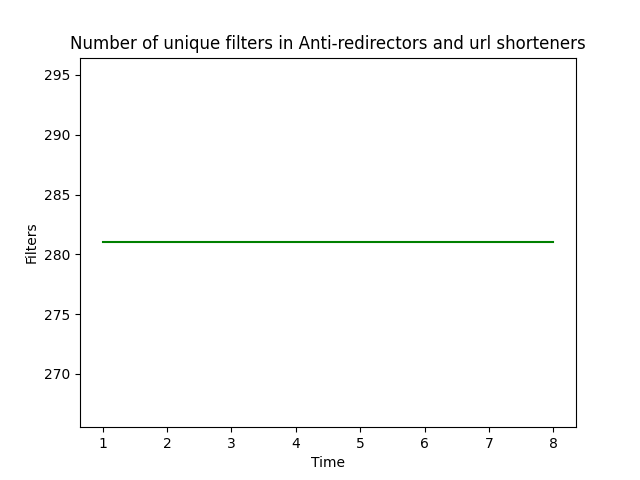 Number of unique filters in Anti-redirectors and url shorteners
295
290
285
280
275
270
Filters
1 2 3 4 5 6 7 8
Time